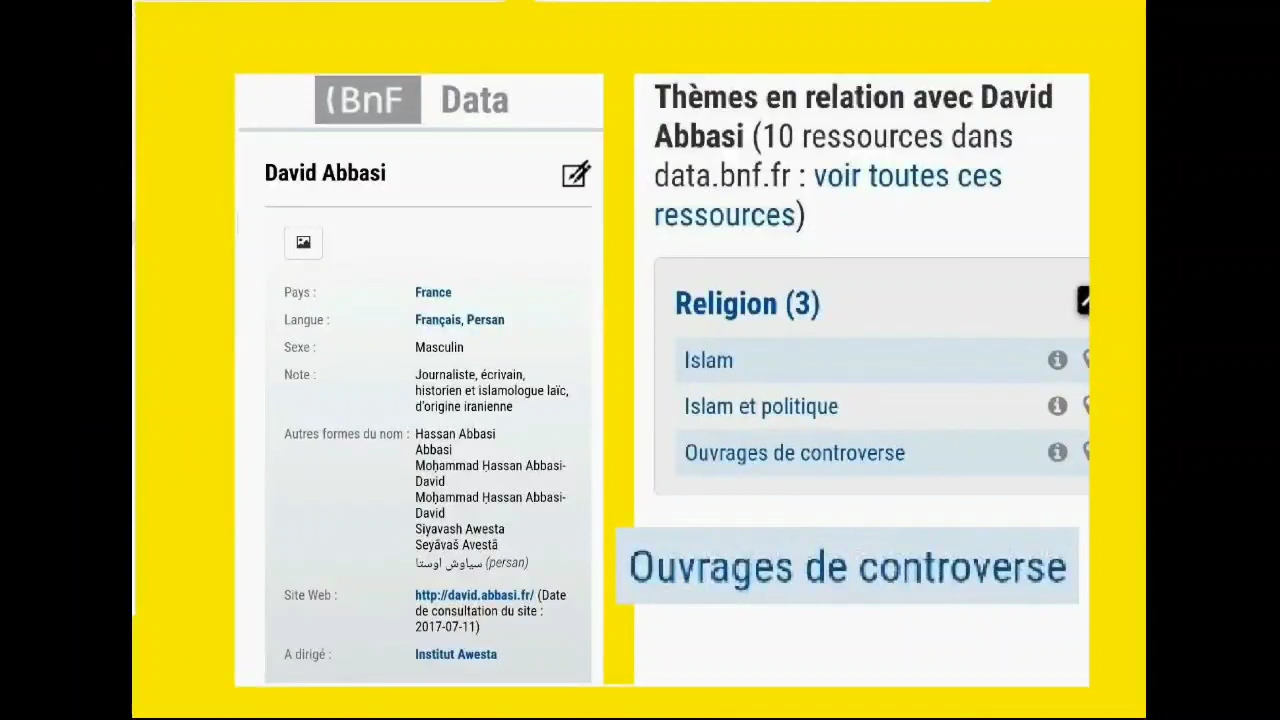 (BnF Data
David Abbasi
Pays : France
Langue : Français, Persan
Sexe : Masculin
Note : Journaliste, écrivain,
historien et islamologue laïc,
d'origine iranienne
Autres formes du nom : Hassan Abbasi
Abbasi
Moḥammad Ḥassan Abbasi-
David
Moḥammad Ḥassan Abbasi-
David
Siyavash Awesta
Seyâvaš Avestā
سیاوش اوستا (persan)
Site Web : http://david.abbasi.fr/ (Date
de consultation du site :
2017-07-11)
A dirigé : Institut Awesta
Thèmes en relation avec David
Abbasi (10 ressources dans
data.bnf.fr : voir toutes ces
ressources)
Religion (3)
Islam
Islam et politique
Ouvrages de controverse
Ouvrages de controverse